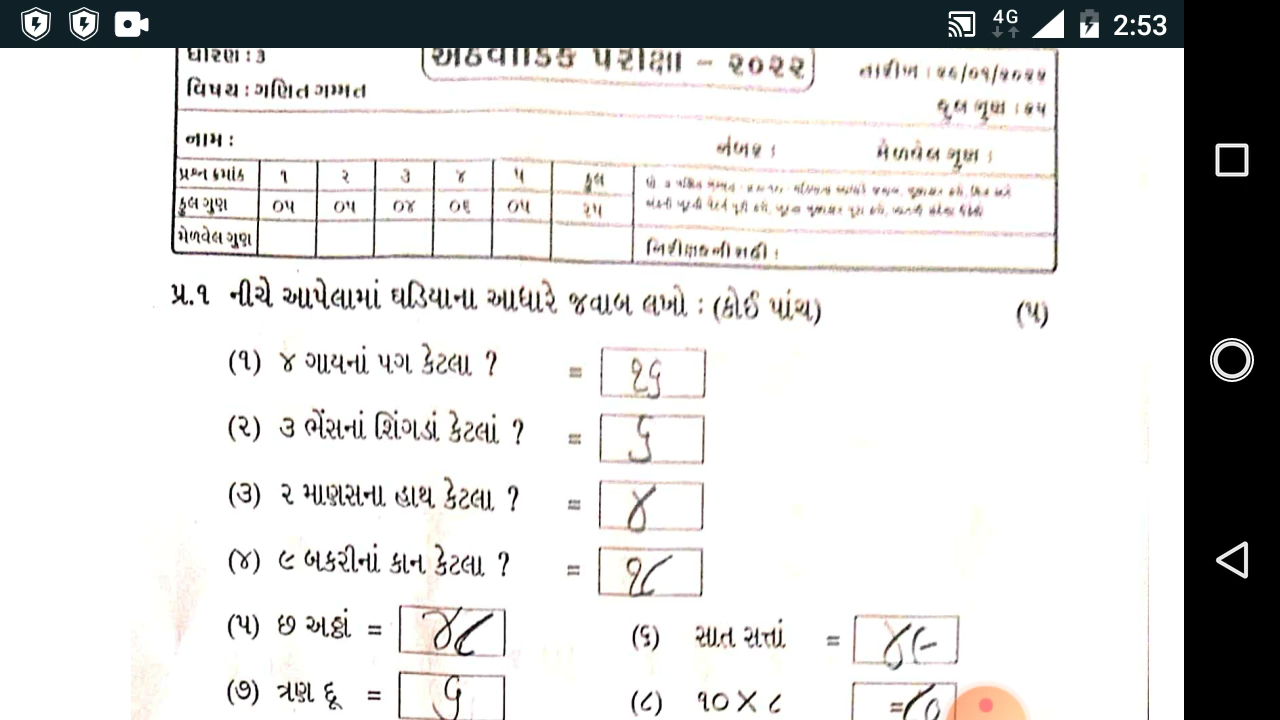 4G 2:53
ધોરણ : 3 અઠવાડિક પરીક્ષા - ૨૦૨૨ તારીખ :
વિષય : ગણિત ગમ્મત
કુલ ગુણ : ૨૫
નામ : નંબર : મેળવેલ ગુણ :
પ્રશ્ન ક્રમાંક ૧ ૨ ૩ ૪ ૫ કુલ
કુલ ગુણ ૦૫ ૦૫ ૦૪ ૦૬ ૦૫ ૨૫
મેળવેલ ગુણ નિરીક્ષકની સહી :
પ્ર.૧ નીચે આપેલામાં ઘડિયાના આધારે જવાબ લખો : (કોઈ પાંચ) (૫)
(૧) ૪ ગાયનાં પગ કેટલા ? = ૧૬
(૨) ૩ ભેંસનાં શિંગડાં કેટલાં ? = ૬
(૩) ૨ માણસના હાથ કેટલા ? = ૪
(૪) ૯ બકરીનાં કાન કેટલા ? = ૧૮
(૫) છ અઠ્ઠાં = ૪૮ (૬) સાત સત્તાં = ૪૯
(૭) ત્રણ દૂ = ૬ (૮) ૧૦ X ૮ = ૮૦